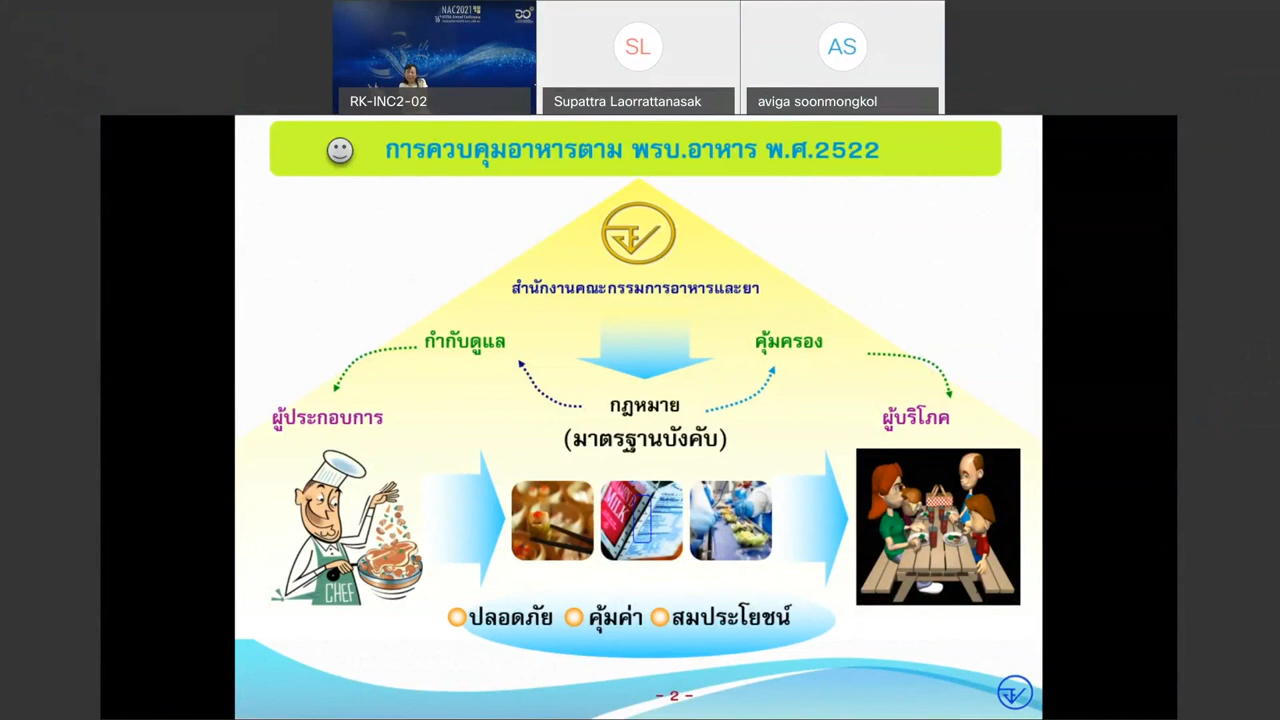 NAC2021
SL
AS
RK-INC2-02
Supattra Laorrattanasak
aviga soonmongkol
การควบคุมอาหารตาม พรบ.อาหาร พ.ศ.2522
สำนักงานคณะกรรมการอาหารและยา
กำกับดูแล
คุ้มครอง
ผู้ประกอบการ
กฎหมาย
ผู้บริโภค
(มาตรฐานบังคับ)
MILK
CHEF
ปลอดภัย คุ้มค่า สมประโยชน์
- 2 -